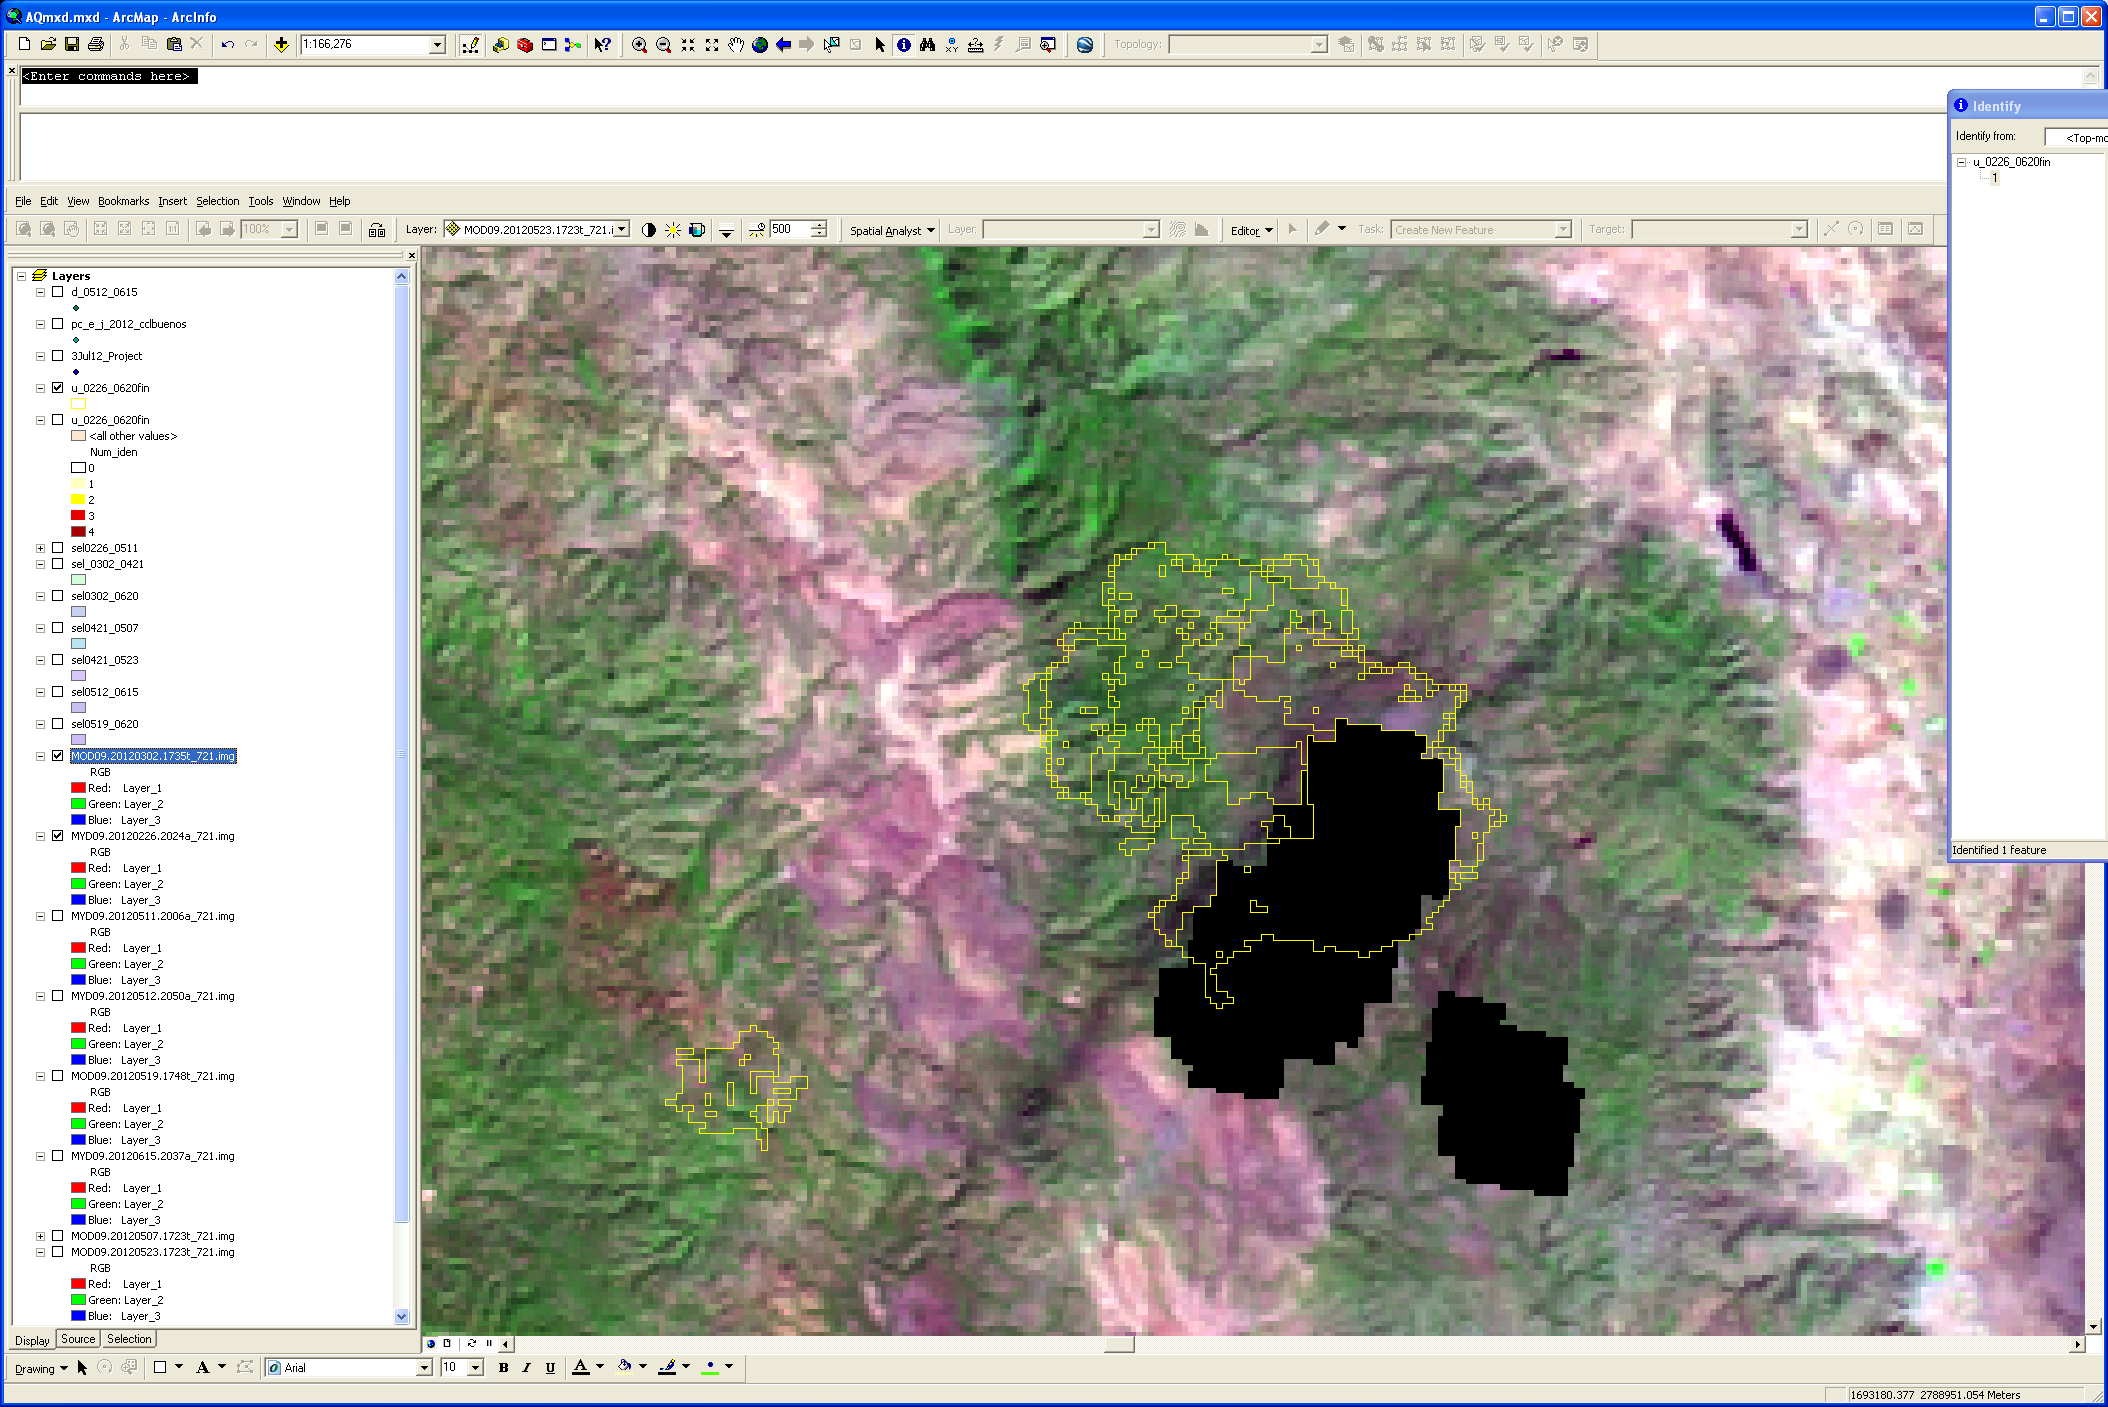 AQmxd.mxd - ArcMap - ArcInfo
1:166,276
Topology:
<Enter commands here>
Identify
Identify from:
<Top-mo
u_0226_0620fin
1
Identified 1 feature
File Edit View Bookmarks Insert Selection Tools Window Help
100%
Layer:
MOD09.20120523.1723t_721.i
500
Spatial Analyst
Layer:
Editor
Task:
Create New Feature
Target:
Layers
d_0512_0615
pc_e_j_2012_cclbuenos
3Jul12_Project
u_0226_0620fin
u_0226_0620fin
<all other values>
Num_iden
0
1
2
3
4
sel0226_0511
sel_0302_0421
sel0302_0620
sel0421_0507
sel0421_0523
sel0512_0615
sel0519_0620
MOD09.20120302.1735t_721.img
RGB
Red: Layer_1
Green: Layer_2
Blue: Layer_3
MYD09.20120226.2024a_721.img
RGB
Red: Layer_1
Green: Layer_2
Blue: Layer_3
MYD09.20120511.2006a_721.img
RGB
Red: Layer_1
Green: Layer_2
Blue: Layer_3
MYD09.20120512.2050a_721.img
RGB
Red: Layer_1
Green: Layer_2
Blue: Layer_3
MOD09.20120519.1748t_721.img
RGB
Red: Layer_1
Green: Layer_2
Blue: Layer_3
MYD09.20120615.2037a_721.img
RGB
Red: Layer_1
Green: Layer_2
Blue: Layer_3
MOD09.20120507.1723t_721.img
MOD09.20120523.1723t_721.img
RGB
Red: Layer_1
Green: Layer_2
Blue: Layer_3
Display Source Selection
Drawing
A
Arial
10
B I U A
1693180.377 2788951.054 Meters